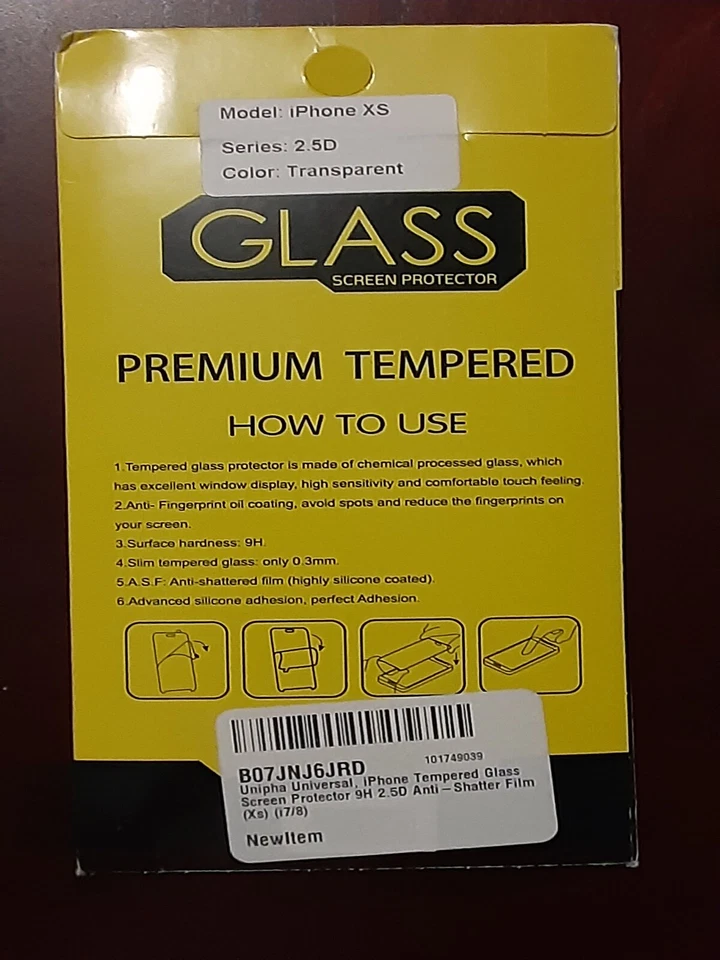 Model: iPhone XS
Series: 2.5D
Color: Transparent
GLASS
SCREEN PROTECTOR
PREMIUM TEMPERED
HOW TO USE
1.Tempered glass protector is made of chemical processed glass, which
has excellent window display, high sensitivity and comfortable touch feeling.
2.Anti- Fingerprint oil coating, avoid spots and reduce the fingerprints on
your screen.
3.Surface hardness: 9H.
4.Slim tempered glass: only 0.3mm.
5.A.S.F: Anti-shattered film (highly silicone coated).
6.Advanced silicone adhesion, perfect Adhesion.
B07JNJ6JRD 101749039
Unipha Universal, iPhone Tempered Glass
Screen Protector 9H 2.5D Anti-Shatter Film
(Xs) (i7/8)
NewItem